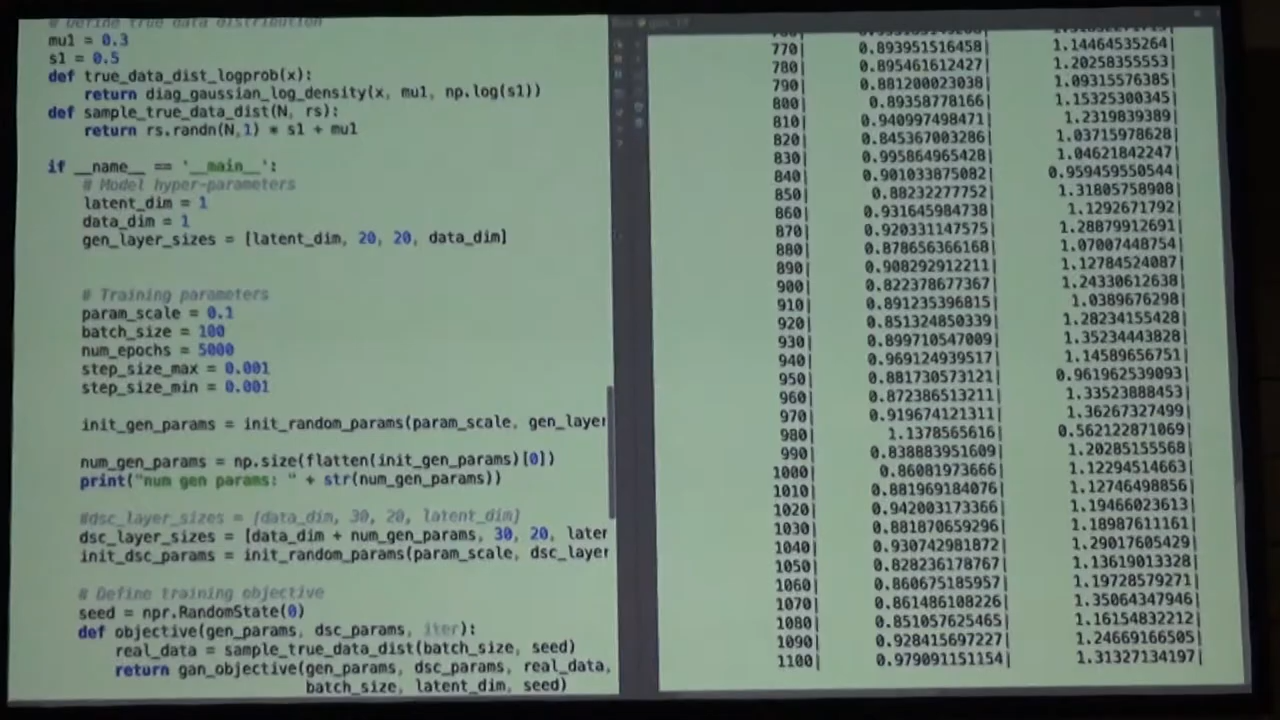 # Define true data distribution
mu1 = 0.3
s1 = 0.5
def true_data_dist_logprob(x):
return diag_gaussian_log_density(x, mu1, np.log(s1))
def sample_true_data_dist(N, rs):
return rs.randn(N,1) * s1 + mu1
if __name__ == '__main__':
# Model hyper-parameters
latent_dim = 1
data_dim = 1
gen_layer_sizes = [latent_dim, 20, 20, data_dim]
# Training parameters
param_scale = 0.1
batch_size = 100
num_epochs = 5000
step_size_max = 0.001
step_size_min = 0.001
init_gen_params = init_random_params(param_scale, gen_layer
num_gen_params = np.size(flatten(init_gen_params)[0])
print("num gen params: " + str(num_gen_params))
#dsc_layer_sizes = [data_dim, 30, 20, latent_dim]
dsc_layer_sizes = [data_dim + num_gen_params, 30, 20, later
init_dsc_params = init_random_params(param_scale, dsc_layer
# Define training objective
seed = npr.RandomState(0)
def objective(gen_params, dsc_params, iter):
real_data = sample_true_data_dist(batch_size, seed)
return gan_objective(gen_params, dsc_params, real_data,
batch_size, latent_dim, seed)
770| 0.893951516458| 1.14464535264|
780| 0.895461612427| 1.20258355553|
790| 0.881200023038| 1.09315576385|
800| 0.89358778166| 1.15325300345|
810| 0.940997498471| 1.2319839389|
820| 0.845367003286| 1.03715978628|
830| 0.995864965428| 1.04621842247|
840| 0.901033875082| 0.959459550544|
850| 0.88232277752| 1.31805758908|
860| 0.931645984738| 1.1292671792|
870| 0.920331147575| 1.28879912691|
880| 0.878656366168| 1.07007448754|
890| 0.908292912211| 1.12784524087|
900| 0.822378677367| 1.24330612638|
910| 0.891235396815| 1.0389676298|
920| 0.851324850339| 1.28234155428|
930| 0.899710547009| 1.35234443828|
940| 0.969124939517| 1.14589656751|
950| 0.881730573121| 0.961962539093|
960| 0.872386513211| 1.33523888453|
970| 0.919674121311| 1.36267327499|
980| 1.1378565616| 0.562122871069|
990| 0.838883951609| 1.20285155568|
1000| 0.86081973666| 1.12294514663|
1010| 0.881969184076| 1.12746498856|
1020| 0.942003173366| 1.19466023613|
1030| 0.881870659296| 1.18987611161|
1040| 0.930742981872| 1.29017605429|
1050| 0.828236178767| 1.13619013328|
1060| 0.860675185957| 1.19728579271|
1070| 0.861486108226| 1.35064347946|
1080| 0.851057625465| 1.16154832212|
1090| 0.928415697227| 1.24669166505|
1100| 0.979091151154| 1.31327134197|